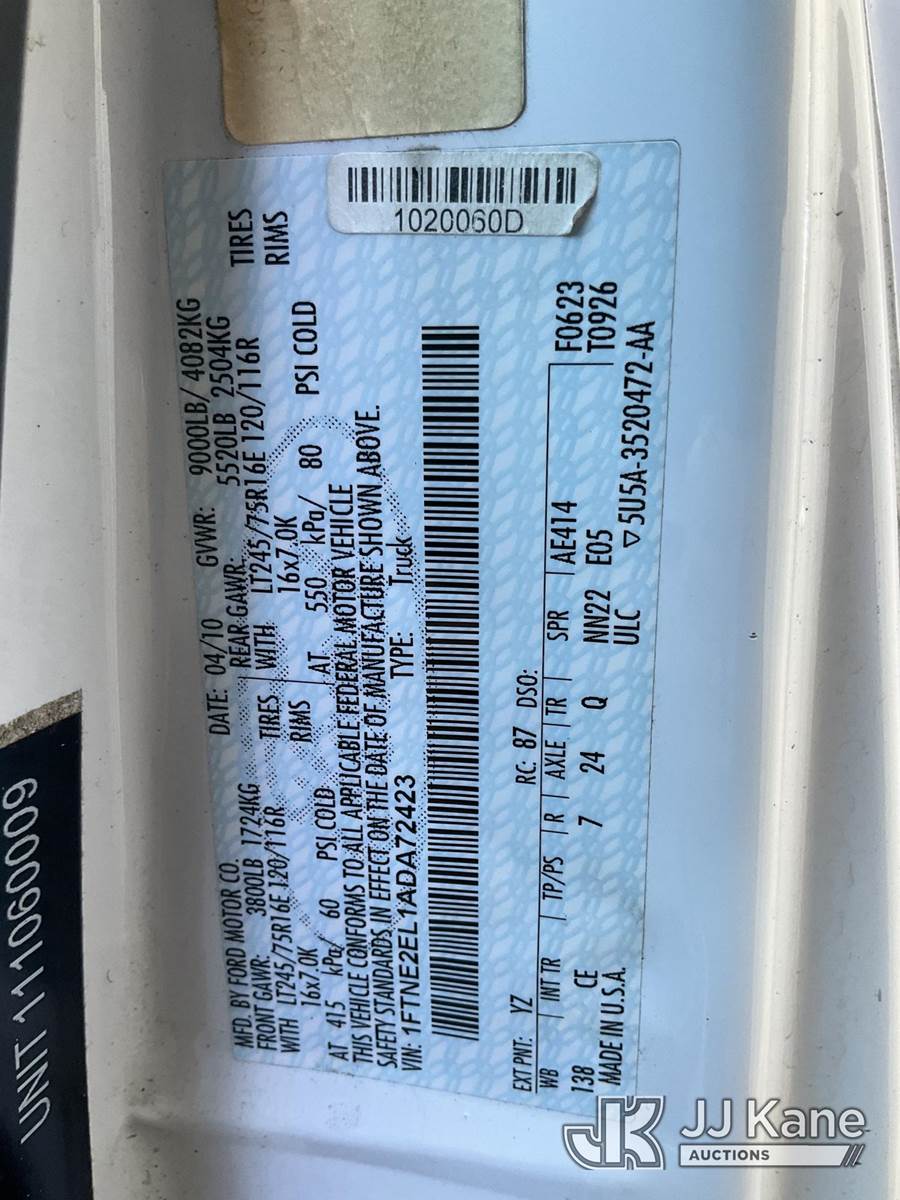 UNIT 111060009
1020060D
MFD. BY FORD MOTOR CO.
DATE: 04/10 GVWR: 9000LB/ 4082KG
FRONT GAWR: 3800LB 1724KG REAR GAWR: 5520LB 2504KG
WITH LT245/75R16E 120/116R TIRES WITH LT245/75R16E 120/116R TIRES
16x7.0K RIMS 16x7.0K RIMS
AT 415 kPa/ 60 PSI COLD AT 550 kPa/ 80 PSI COLD
THIS VEHICLE CONFORMS TO ALL APPLICABLE FEDERAL MOTOR VEHICLE
SAFETY STANDARDS IN EFFECT ON THE DATE OF MANUFACTURE SHOWN ABOVE.
VIN: 1FTNE2EL1ADA72423 TYPE: Truck
F0623
T0926
EXT PNT: YZ RC: 87 DSO:
WB | INT TR | TP/PS | R | AXLE | TR | SPR | AE414
138 CE 7 24 Q NN22 E05
MADE IN U.S.A. ULC ▽5U5A-3520472-AA
JK JJ Kane
AUCTIONS